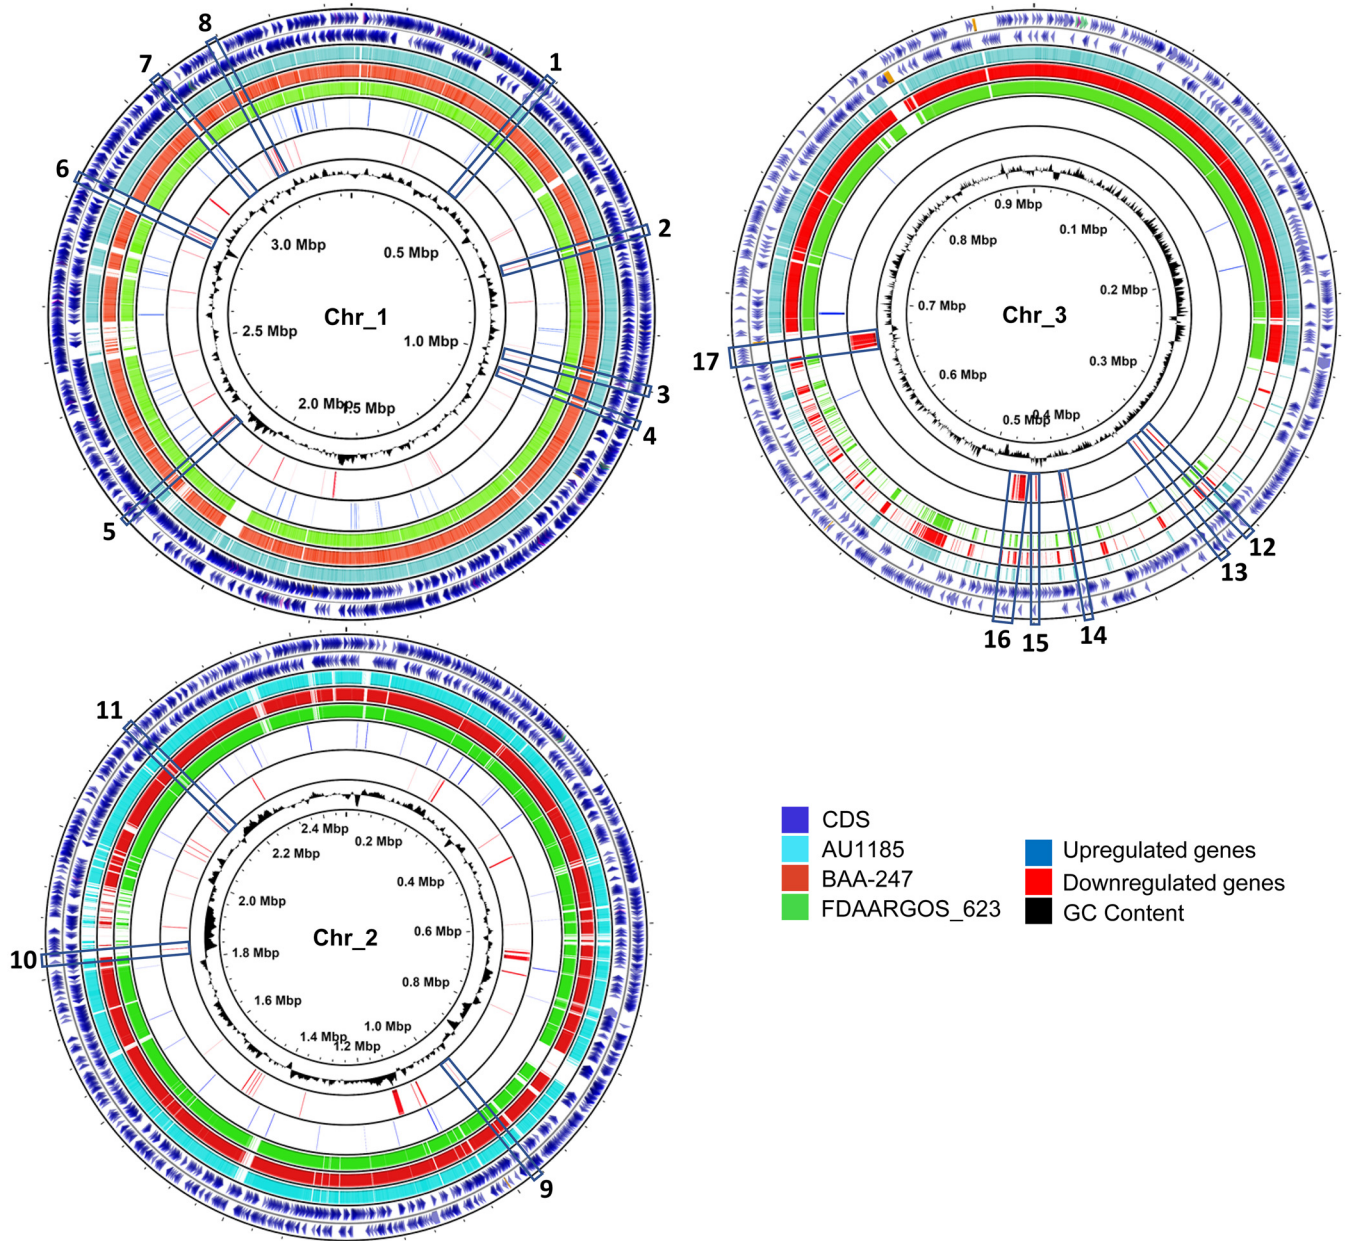 8
7
1
6
2
3.0 Mbp
0.5 Mbp
Chr_1
2.5 Mbp
1.0 Mbp
2.0 Mbp
1.5 Mbp
3
4
5
0.9 Mbp
0.1 Mbp
0.8 Mbp
0.2 Mbp
0.7 Mbp
Chr_3
0.3 Mbp
17
0.6 Mbp
0.5 Mbp
0.4 Mbp
12
13
14
16
15
11
2.4 Mbp
0.2 Mbp
2.2 Mbp
0.4 Mbp
2.0 Mbp
0.6 Mbp
Chr_2
10
1.8 Mbp
0.8 Mbp
1.6 Mbp
1.0 Mbp
1.4 Mbp
1.2 Mbp
9
CDS
AU1185
BAA-247
FDAARGOS_623
Upregulated genes
Downregulated genes
GC Content